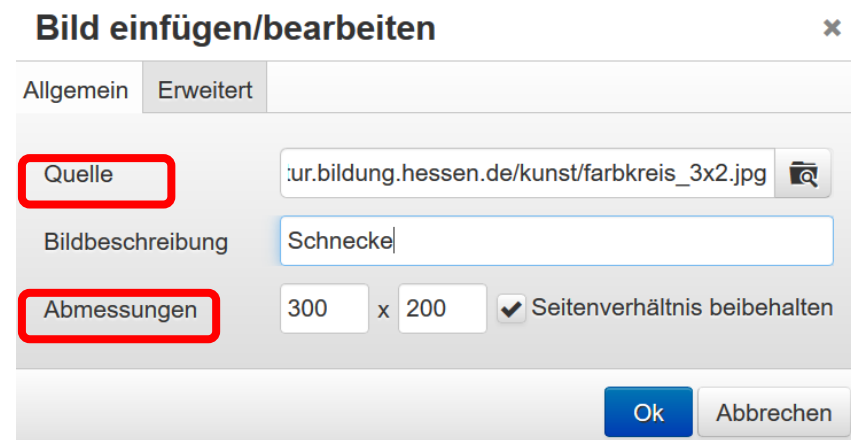 Bild einfügen/bearbeiten ×
Allgemein Erweitert
Quelle :ur.bildung.hessen.de/kunst/farbkreis_3x2.jpg
Bildbeschreibung Schnecke
Abmessungen 300 x 200 Seitenverhältnis beibehalten
Ok Abbrechen